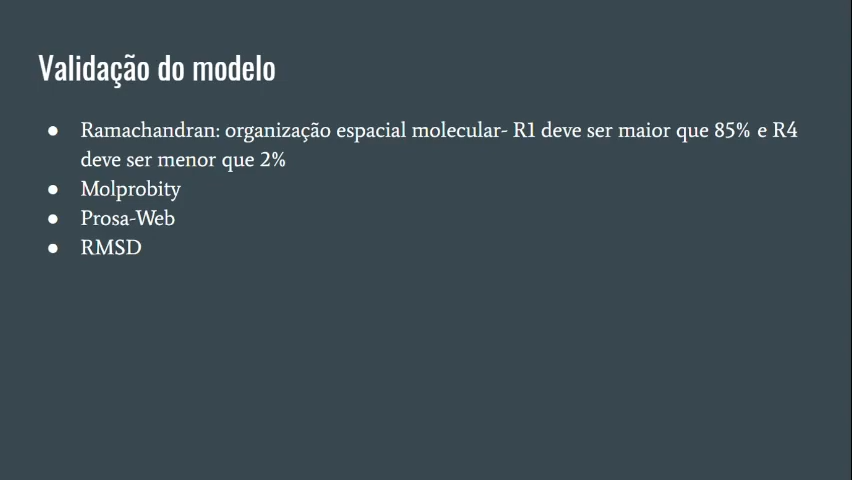 Validação do modelo
● Ramachandran: organização espacial molecular- R1 deve ser maior que 85% e R4
deve ser menor que 2%
● Molprobity
● Prosa-Web
● RMSD